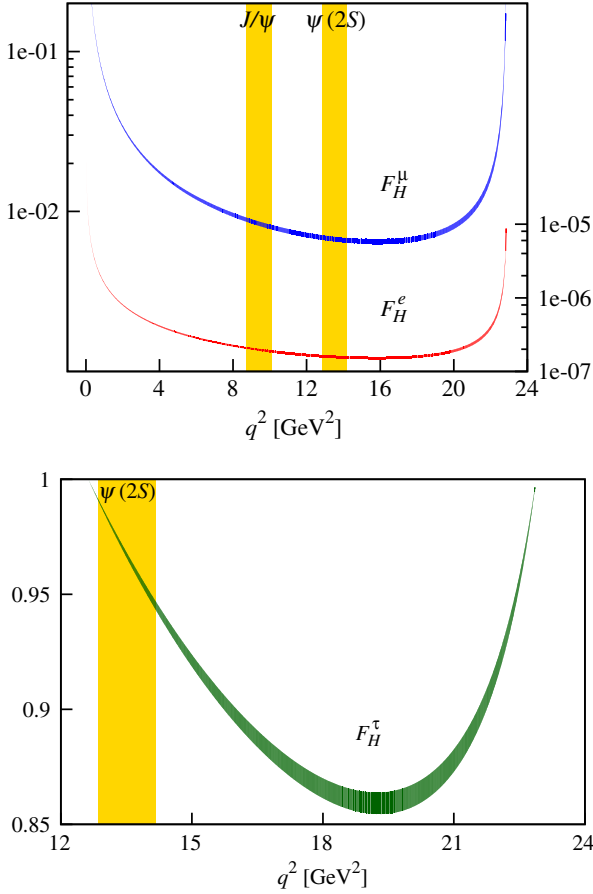 J/ψ ψ (2S)
1e-01
F_H^μ
1e-02
1e-05
F_H^e
1e-06
1e-07
0 4 8 12 16 20 24
q^2 [GeV^2]
1
ψ (2S)
0.95
0.9
F_H^τ
0.85
12 15 18 21 24
q^2 [GeV^2]